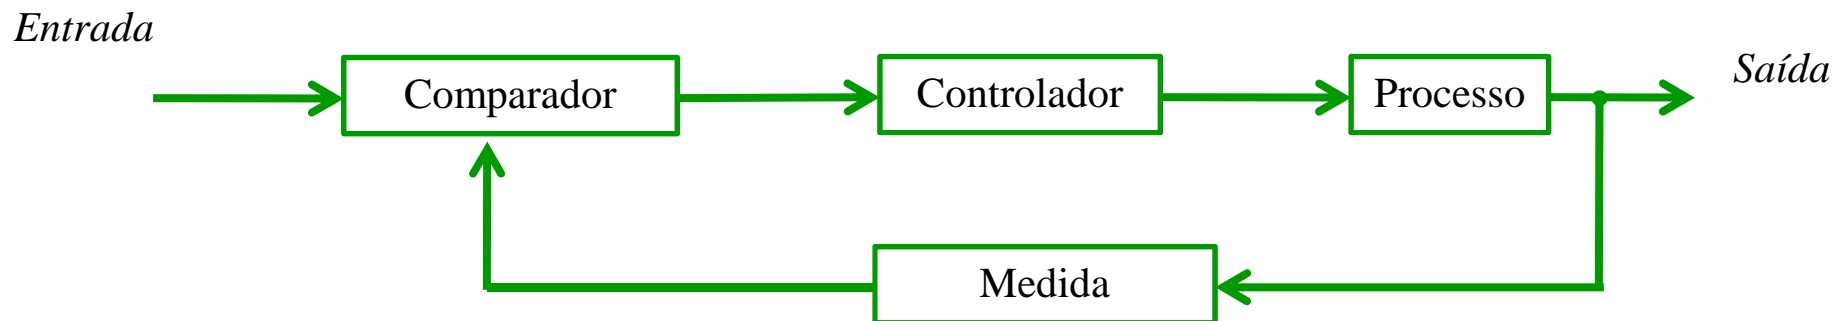 Entrada
Comparador
Controlador
Processo
Saída
Medida